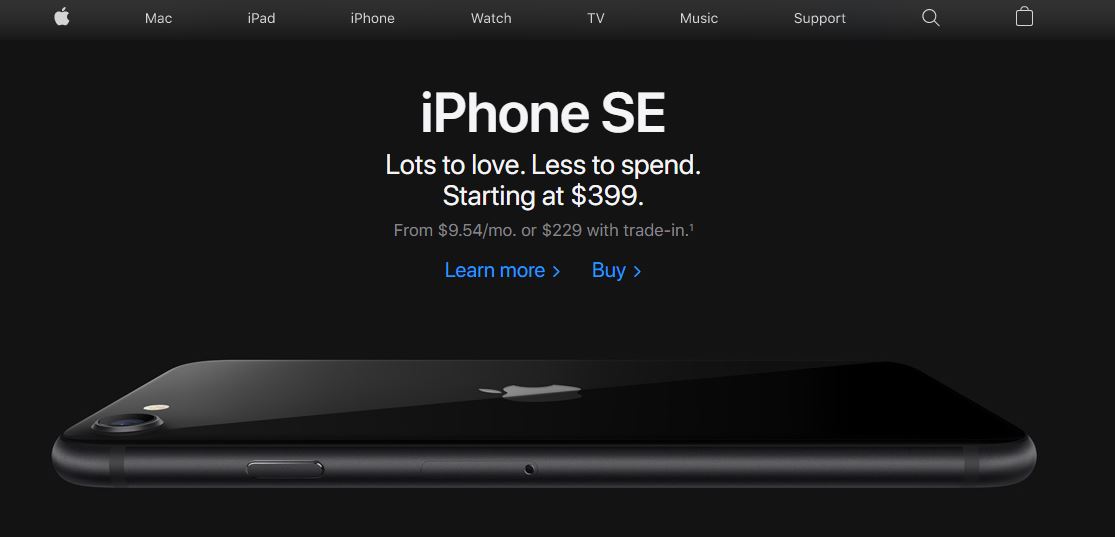 Mac iPad iPhone Watch TV Music Support
iPhone SE
Lots to love. Less to spend.
Starting at $399.
From $9.54/mo. or $229 with trade-in.¹
Learn more > Buy >